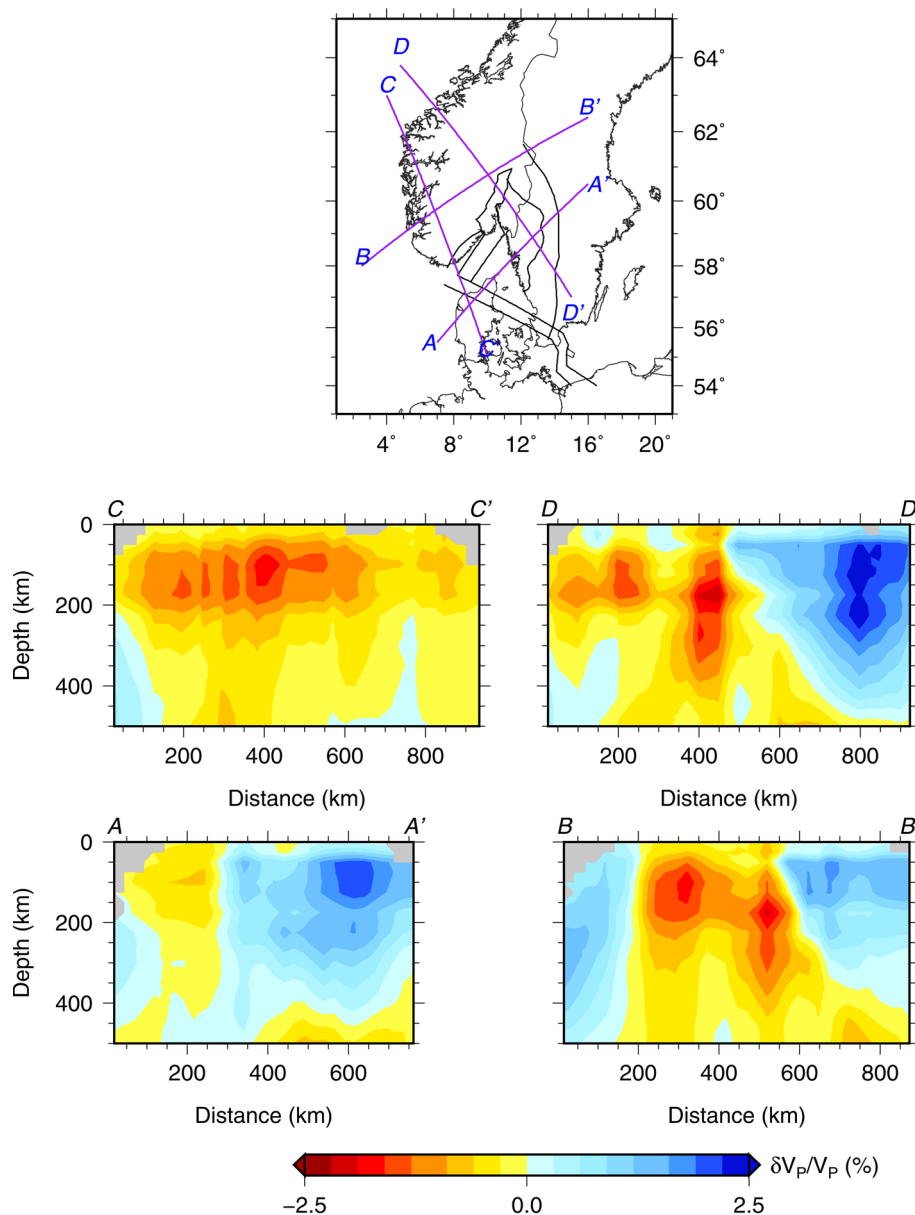 D
C
B'
A'
B
D'
A
C'
64˚
62˚
60˚
58˚
56˚
54˚
4˚ 8˚ 12˚ 16˚ 20˚
C C' D D
0
200
400
Depth (km)
200 400 600 800
Distance (km)
200 400 600 800
Distance (km)
A A' B B
0
200
400
Depth (km)
200 400 600
Distance (km)
200 400 600 800
Distance (km)
−2.5 0.0 2.5
δVP/VP (%)